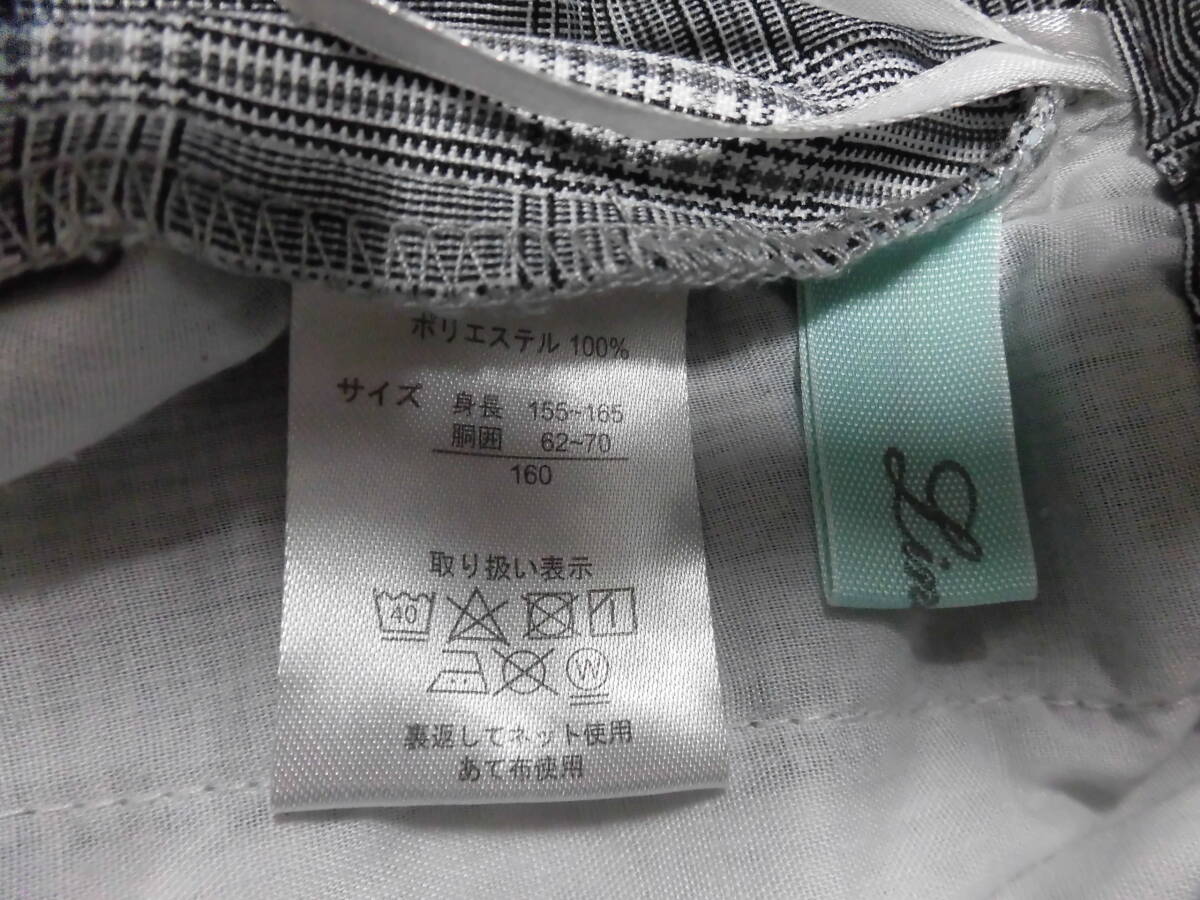 ポリエステル 100%
サイズ 身長 155~165
胴囲 62~70
160
取り扱い表示
40
W
裏返してネット使用
あて布使用